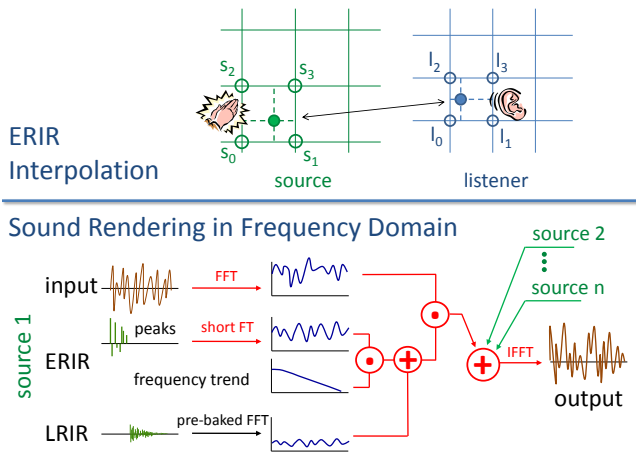 s2
s3
l2
l3
s0
s1
l0
l1
ERIR
Interpolation
source
listener
Sound Rendering in Frequency Domain
source 2
source n
source 1
input
FFT
peaks
short FT
ERIR
frequency trend
IFFT
output
LRIR
pre-baked FFT